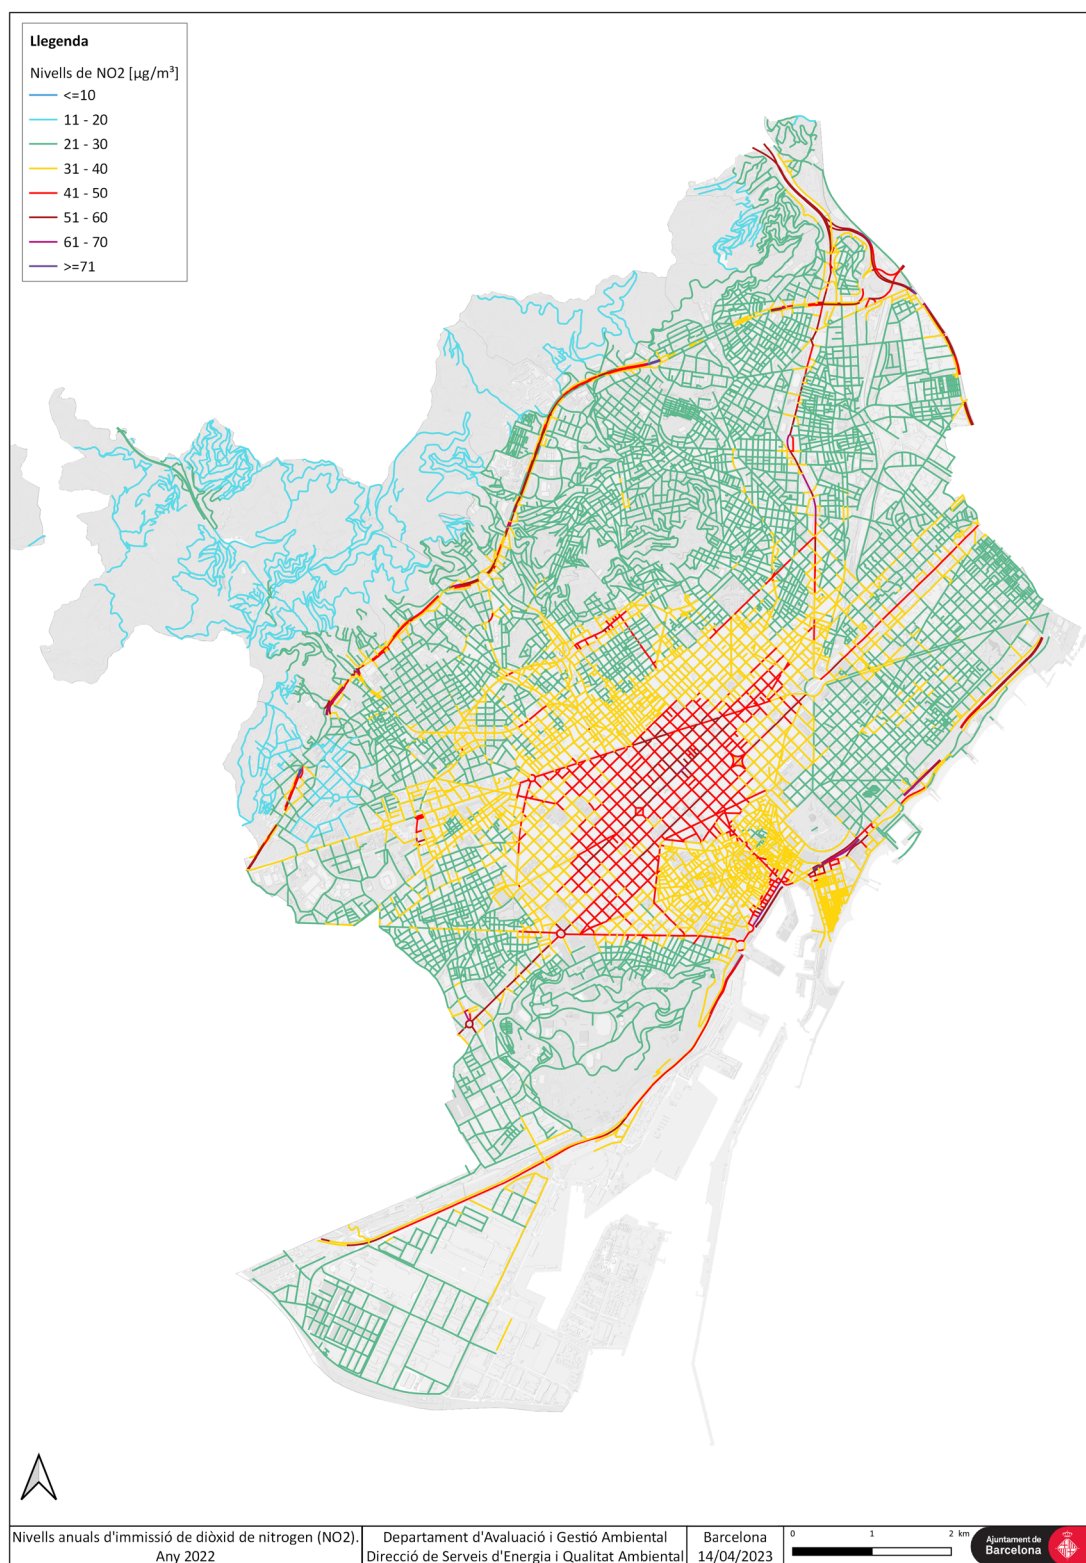 Llegenda
Nivells de NO2 [µg/m³]
<=10
11 - 20
21 - 30
31 - 40
41 - 50
51 - 60
61 - 70
>=71
Nivells anuals d'immissió de diòxid de nitrogen (NO2).
Any 2022
Departament d'Avaluació i Gestió Ambiental
Direcció de Serveis d'Energia i Qualitat Ambiental
Barcelona
14/04/2023
0 1 2 km
Ajuntament de
Barcelona